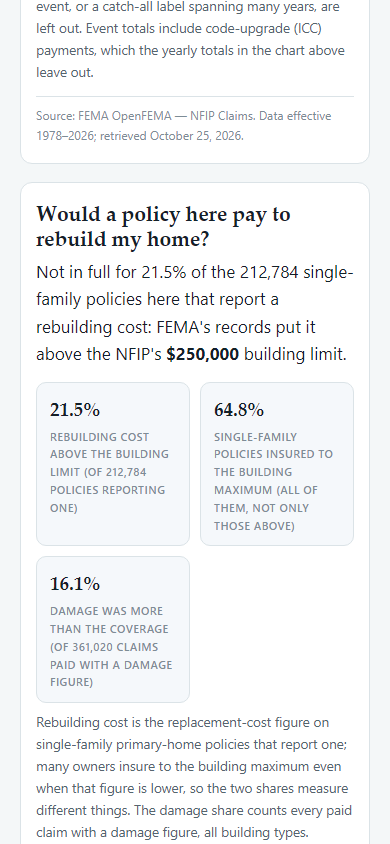 event, or a catch-all label spanning many years, are
left out. Event totals include code-upgrade (ICC)
payments, which the yearly totals in the chart above
leave out.
Source: FEMA OpenFEMA — NFIP Claims. Data effective
1978–2026; retrieved October 25, 2026.
Would a policy here pay to
rebuild my home?
Not in full for 21.5% of the 212,784 single-
family policies here that report a
rebuilding cost: FEMA's records put it
above the NFIP's $250,000 building limit.
21.5%
REBUILDING COST
ABOVE THE BUILDING
LIMIT (OF 212,784
POLICIES REPORTING
ONE)
64.8%
SINGLE-FAMILY
POLICIES INSURED TO
THE BUILDING
MAXIMUM (ALL OF
THEM, NOT ONLY
THOSE ABOVE)
16.1%
DAMAGE WAS MORE
THAN THE COVERAGE
(OF 361,020 CLAIMS
PAID WITH A DAMAGE
FIGURE)
Rebuilding cost is the replacement-cost figure on
single-family primary-home policies that report one;
many owners insure to the building maximum even
when that figure is lower, so the two shares measure
different things. The damage share counts every paid
claim with a damage figure, all building types.